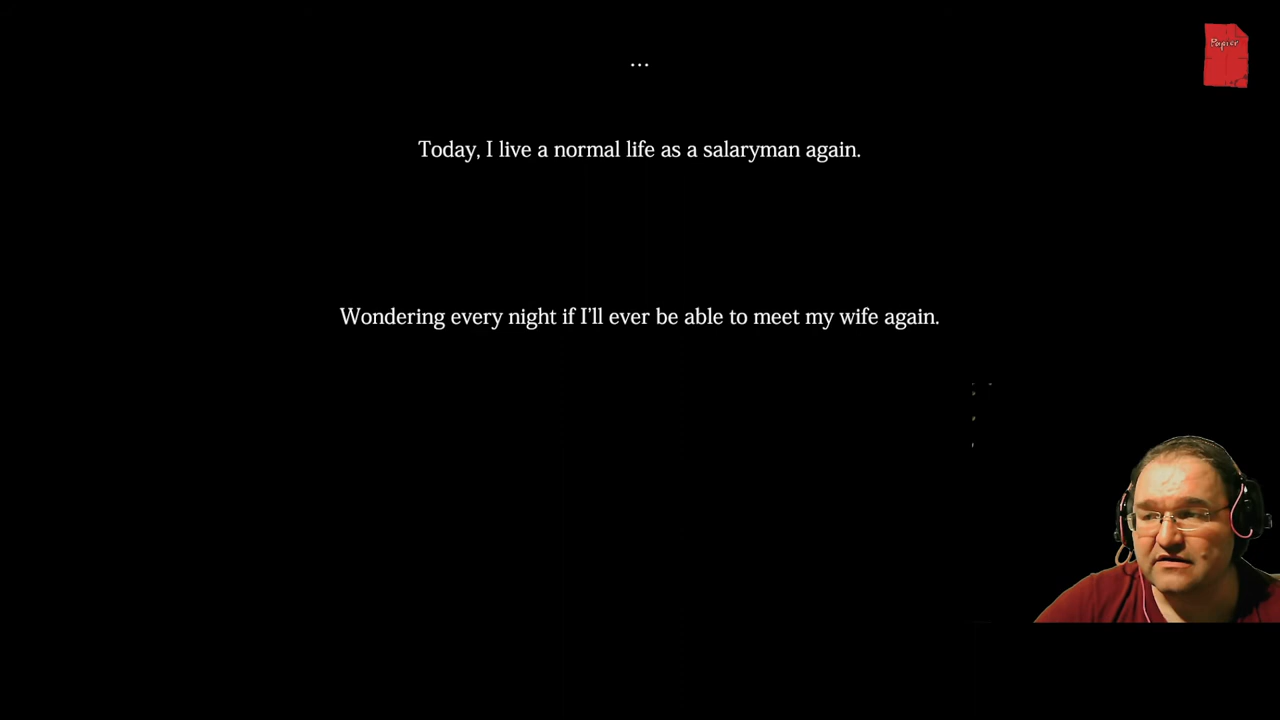 Papier
...
Today, I live a normal life as a salaryman again.
Wondering every night if I'll ever be able to meet my wife again.